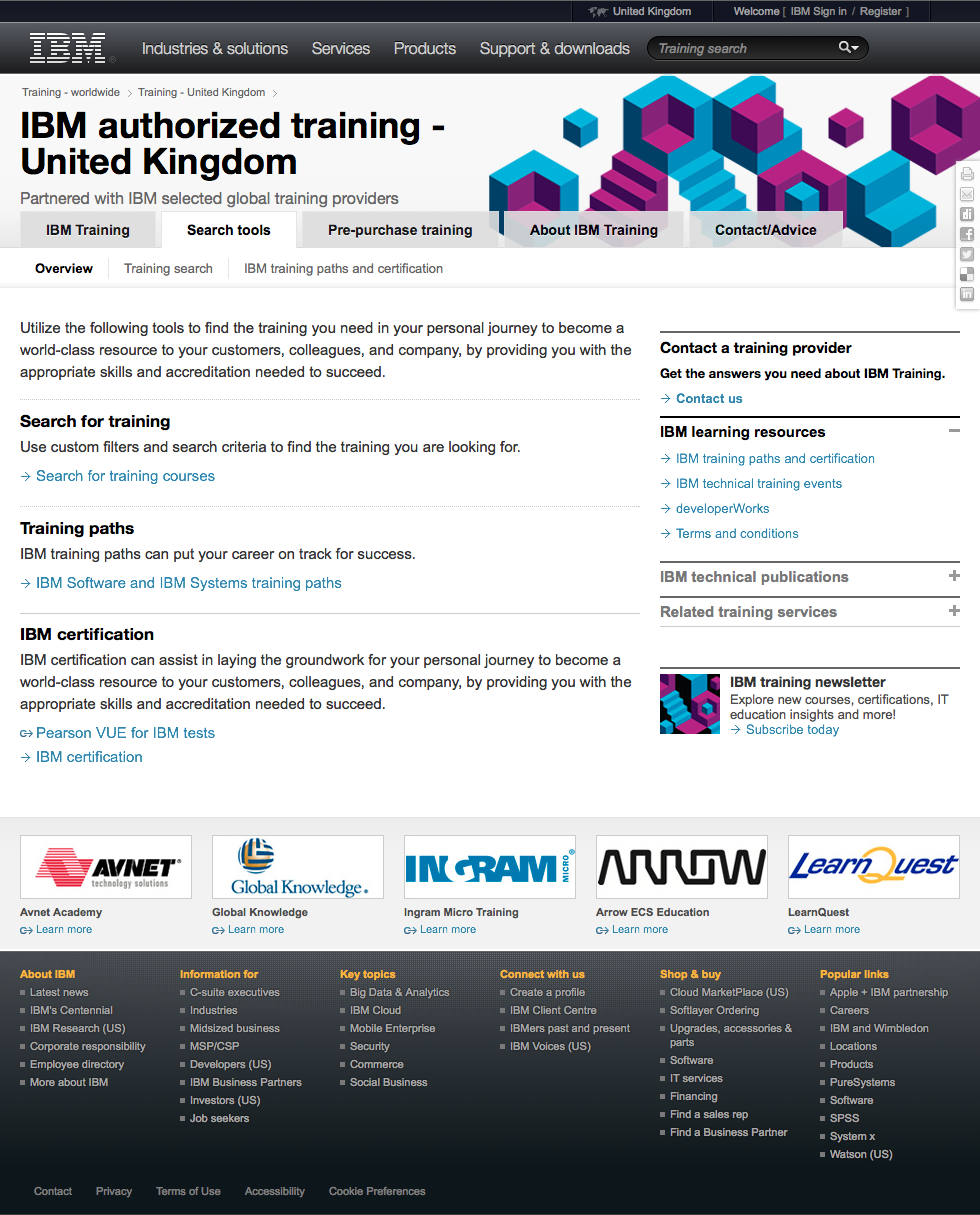 United Kingdom
Welcome [ IBM Sign in / Register ]
IBM®
Industries & solutions
Services
Products
Support & downloads
Training search
Training - worldwide
Training - United Kingdom
IBM authorized training -
United Kingdom
Partnered with IBM selected global training providers
IBM Training
Search tools
Pre-purchase training
About IBM Training
Contact/Advice
Overview
Training search
IBM training paths and certification
Utilize the following tools to find the training you need in your personal journey to become a
world-class resource to your customers, colleagues, and company, by providing you with the
appropriate skills and accreditation needed to succeed.
Search for training
Use custom filters and search criteria to find the training you are looking for.
Search for training courses
Training paths
IBM training paths can put your career on track for success.
IBM Software and IBM Systems training paths
IBM certification
IBM certification can assist in laying the groundwork for your personal journey to become a
world-class resource to your customers, colleagues, and company, by providing you with the
appropriate skills and accreditation needed to succeed.
Pearson VUE for IBM tests
IBM certification
Contact a training provider
Get the answers you need about IBM Training.
Contact us
IBM learning resources
IBM training paths and certification
IBM technical training events
developerWorks
Terms and conditions
IBM technical publications
Related training services
IBM training newsletter
Explore new courses, certifications, IT
education insights and more!
Subscribe today
AVNET®
technology solutions
Avnet Academy
Learn more
Global Knowledge®
Global Knowledge
Learn more
INGRAM MICRO®
Ingram Micro Training
Learn more
ARROW
Arrow ECS Education
Learn more
LearnQuest
LearnQuest
Learn more
About IBM
Latest news
IBM's Centennial
IBM Research (US)
Corporate responsibility
Employee directory
More about IBM
Information for
C-suite executives
Industries
Midsized business
MSP/CSP
Developers (US)
IBM Business Partners
Investors (US)
Job seekers
Key topics
Big Data & Analytics
IBM Cloud
Mobile Enterprise
Security
Commerce
Social Business
Connect with us
Create a profile
IBM Client Centre
IBMers past and present
IBM Voices (US)
Shop & buy
Cloud MarketPlace (US)
Softlayer Ordering
Upgrades, accessories &
parts
Software
IT services
Financing
Find a sales rep
Find a Business Partner
Popular links
Apple + IBM partnership
Careers
IBM and Wimbledon
Locations
Products
PureSystems
Software
SPSS
System x
Watson (US)
Contact
Privacy
Terms of Use
Accessibility
Cookie Preferences